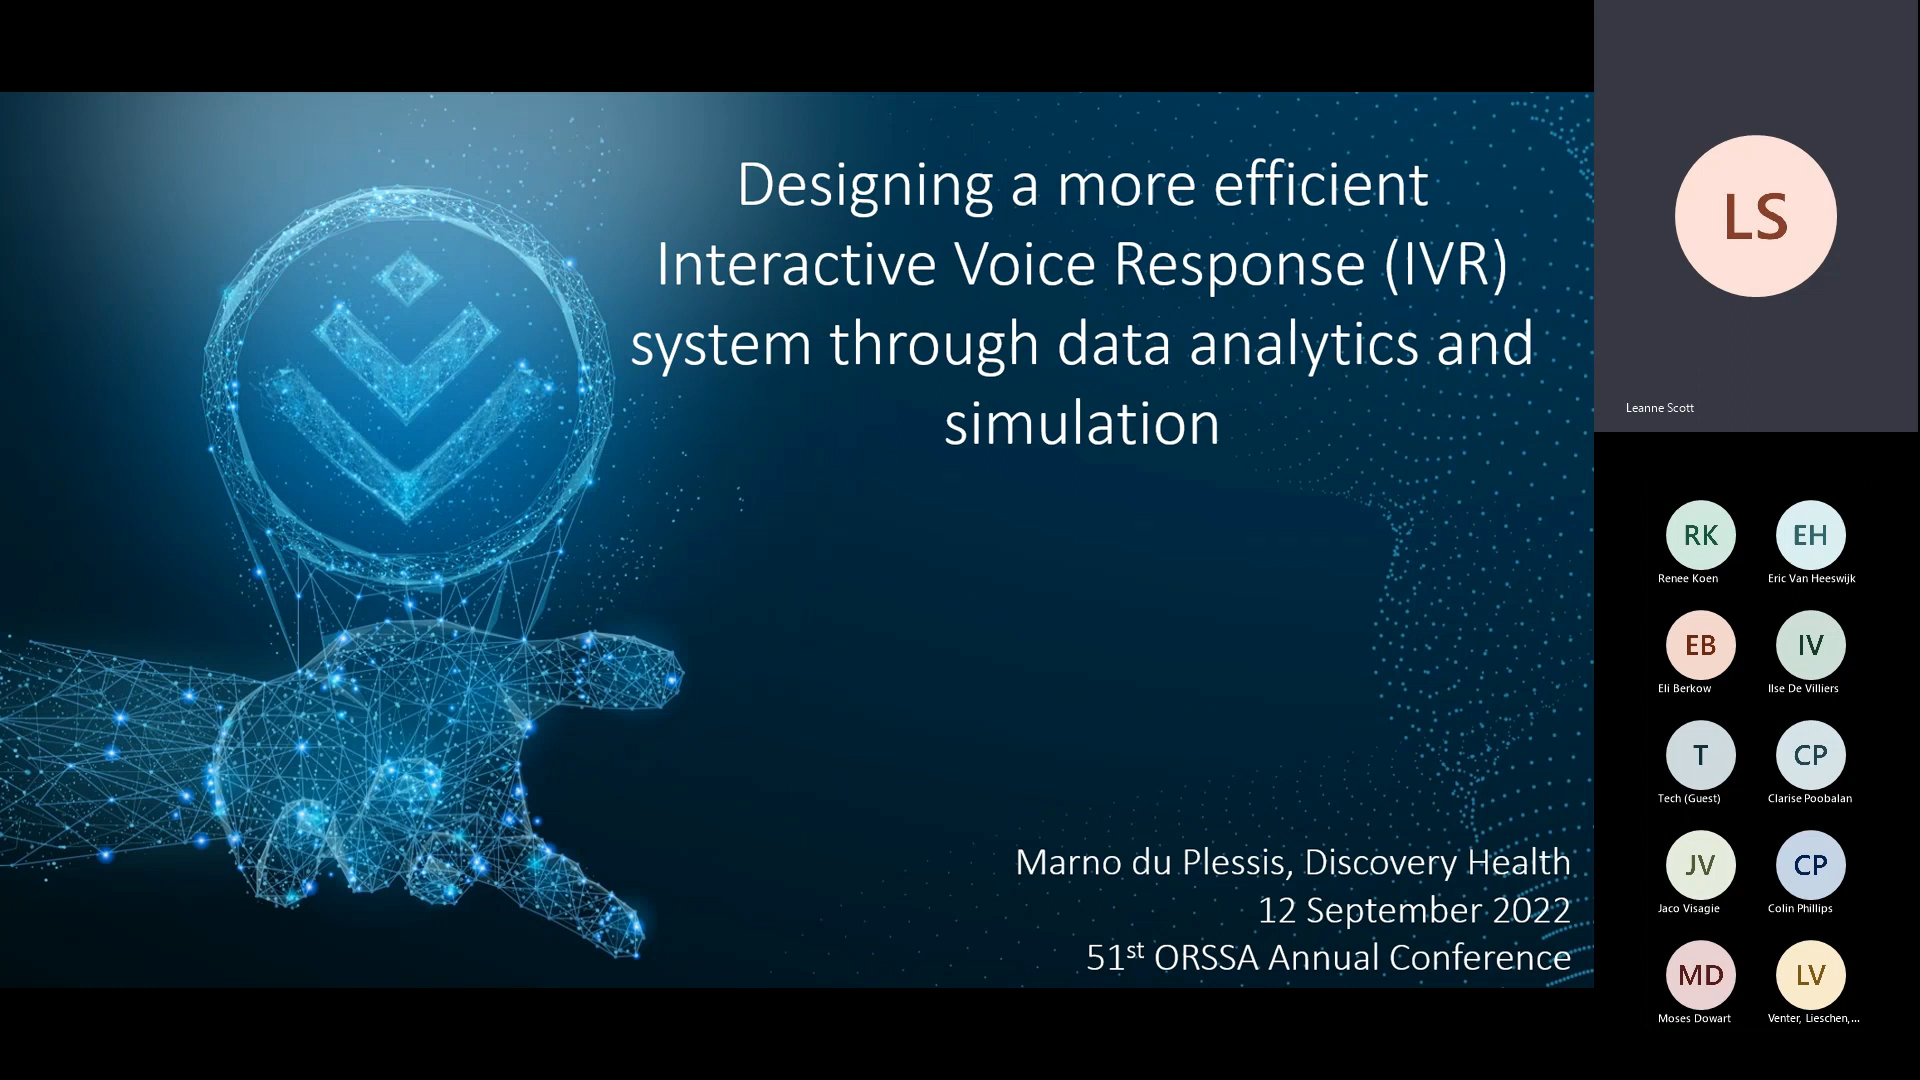 Designing a more efficient
Interactive Voice Response (IVR)
system through data analytics and
simulation
Marno du Plessis, Discovery Health
12 September 2022
51st ORSSA Annual Conference
LS
Leanne Scott
RK
EH
Renee Koen
Eric Van Heeswijk
EB
IV
Eli Berkow
Ilse De Villiers
T
CP
Tech (Guest)
Clarise Poobalan
JV
CP
Jaco Visagie
Colin Phillips
MD
LV
Moses Dowart
Venter, Lieschen,...